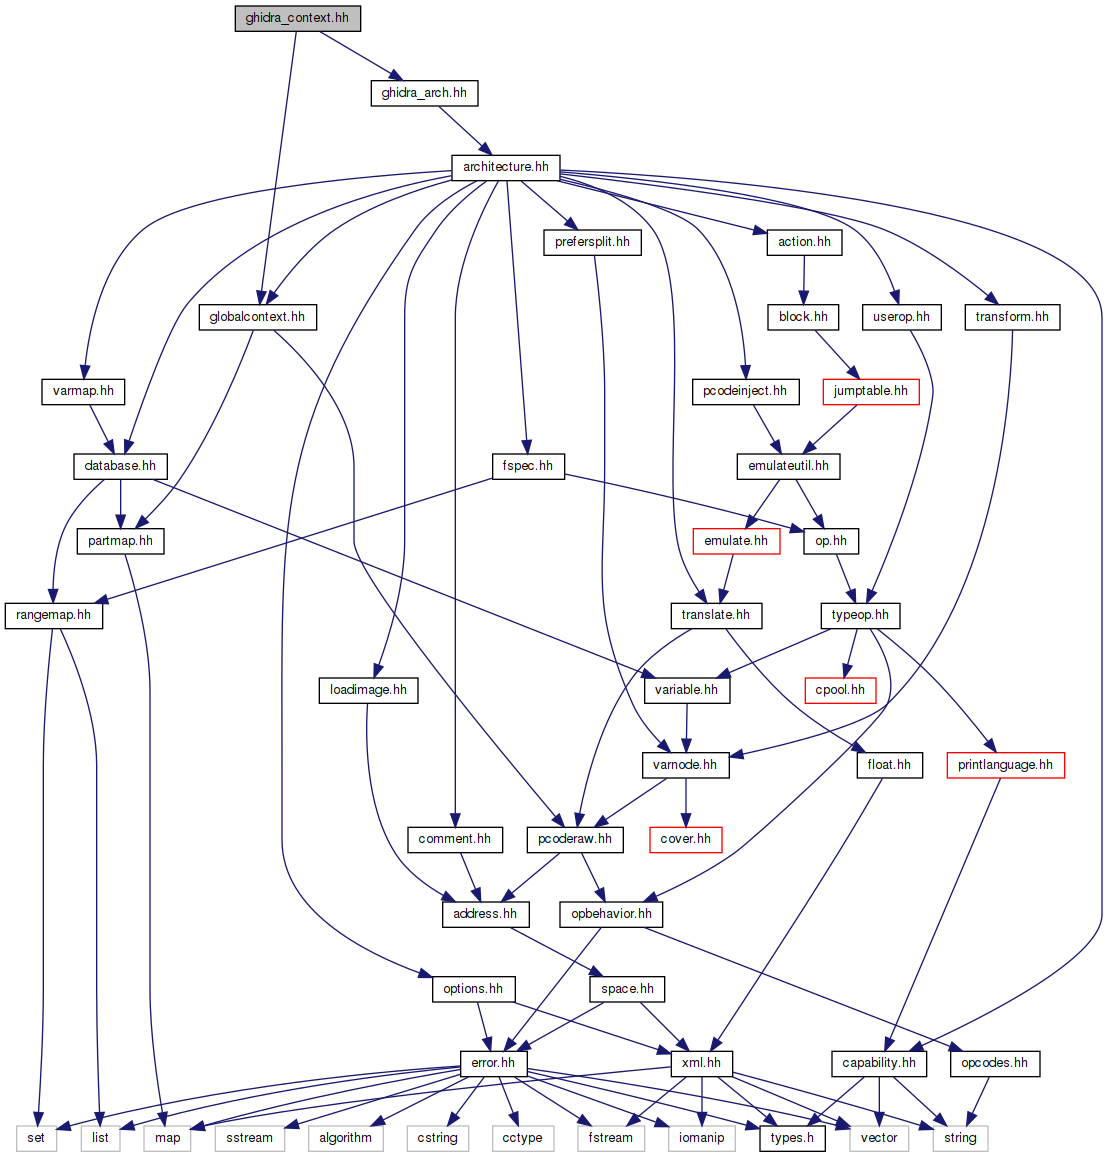 ghidra_context.hh
ghidra_arch.hh
architecture.hh
prefersplit.hh
action.hh
globalcontext.hh
block.hh
userop.hh
transform.hh
varmap.hh
pcodeinject.hh
jumptable.hh
database.hh
fspec.hh
emulateutil.hh
partmap.hh
emulate.hh
op.hh
rangemap.hh
translate.hh
typeop.hh
loadimage.hh
variable.hh
cpool.hh
varnode.hh
float.hh
printlanguage.hh
comment.hh
pcoderaw.hh
cover.hh
address.hh
opbehavior.hh
options.hh
space.hh
error.hh
xml.hh
capability.hh
opcodes.hh
set
list
map
sstream
algorithm
cstring
cctype
fstream
iomanip
types.h
vector
string